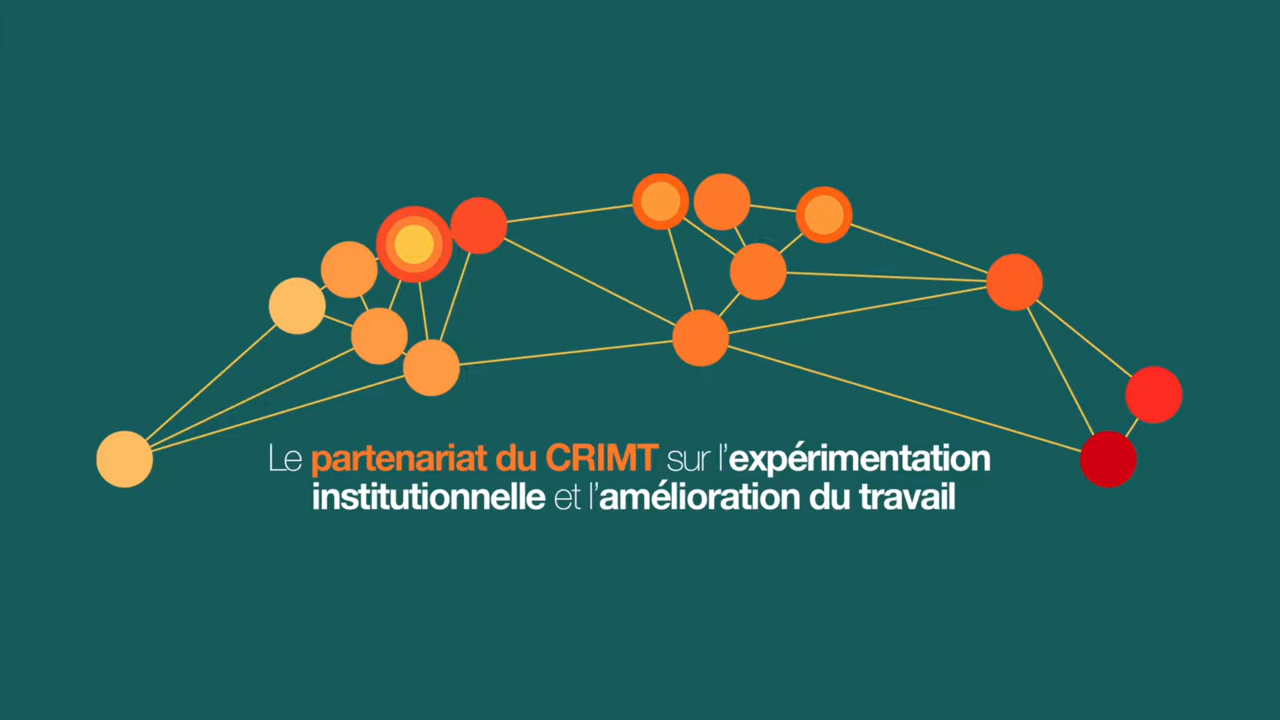 Le partenariat du CRIMT sur l'expérimentation
institutionnelle et l'amélioration du travail